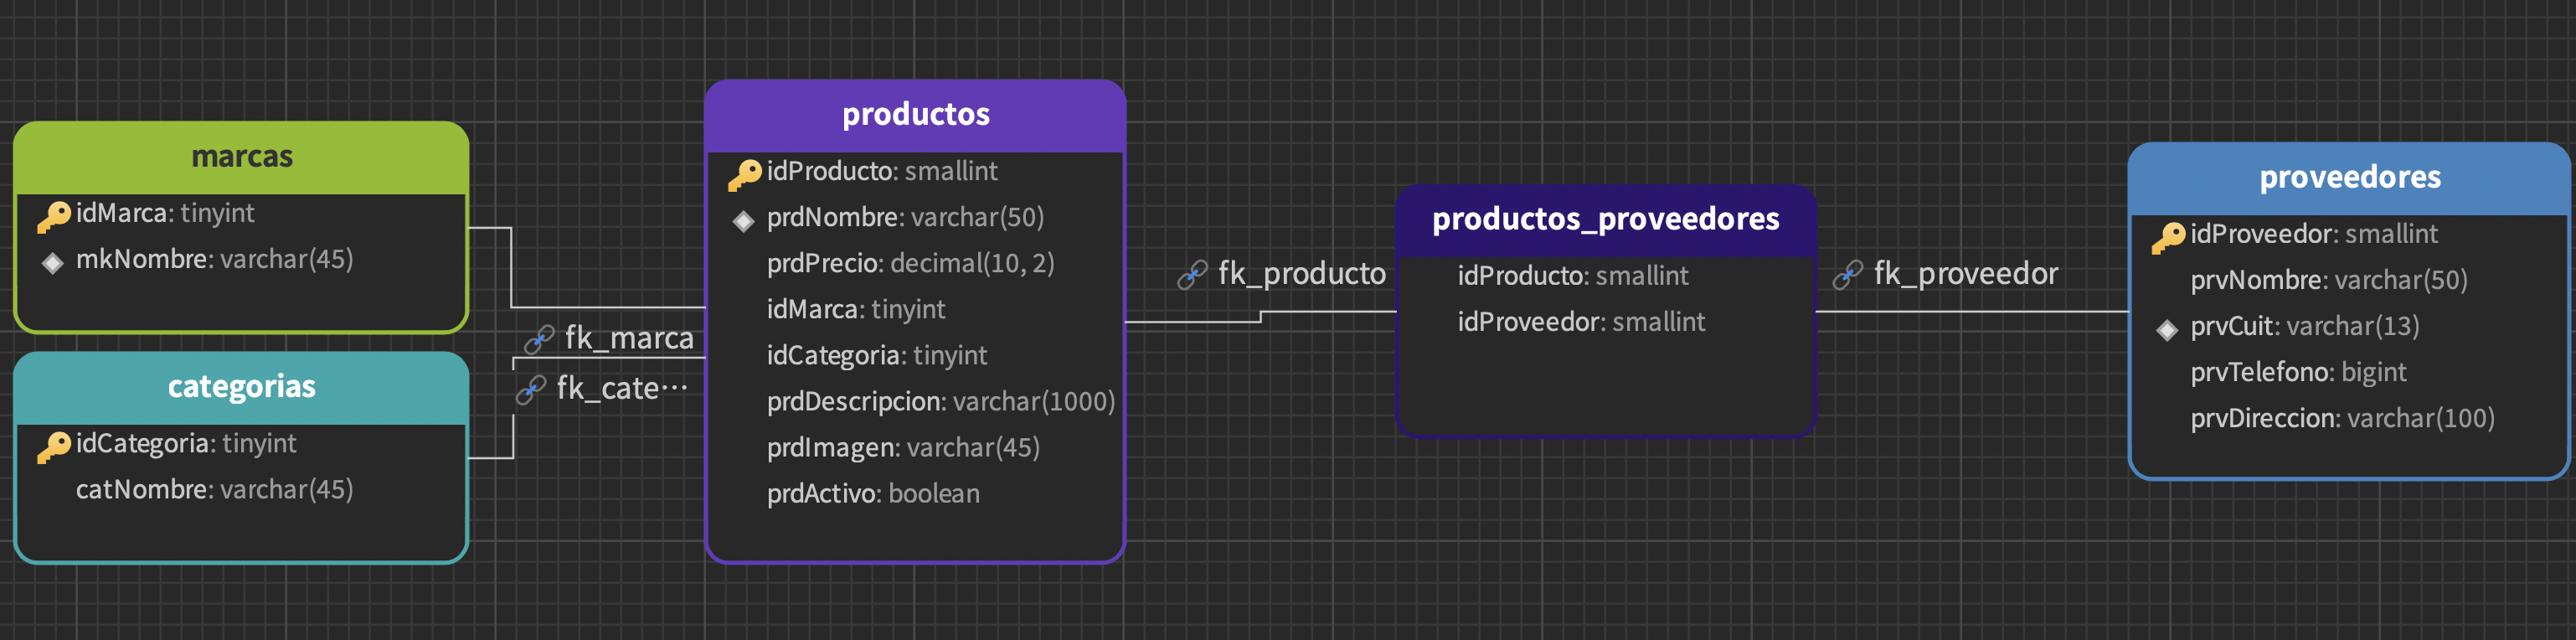 marcas
idMarca: tinyint
mkNombre: varchar(45)
categorias
idCategoria: tinyint
catNombre: varchar(45)
fk_marca
fk_cate···
productos
idProducto: smallint
prdNombre: varchar(50)
prdPrecio: decimal(10, 2)
idMarca: tinyint
idCategoria: tinyint
prdDescripcion: varchar(1000)
prdImagen: varchar(45)
prdActivo: boolean
fk_producto
productos_proveedores
idProducto: smallint
idProveedor: smallint
fk_proveedor
proveedores
idProveedor: smallint
prvNombre: varchar(50)
prvCuit: varchar(13)
prvTelefono: bigint
prvDireccion: varchar(100)